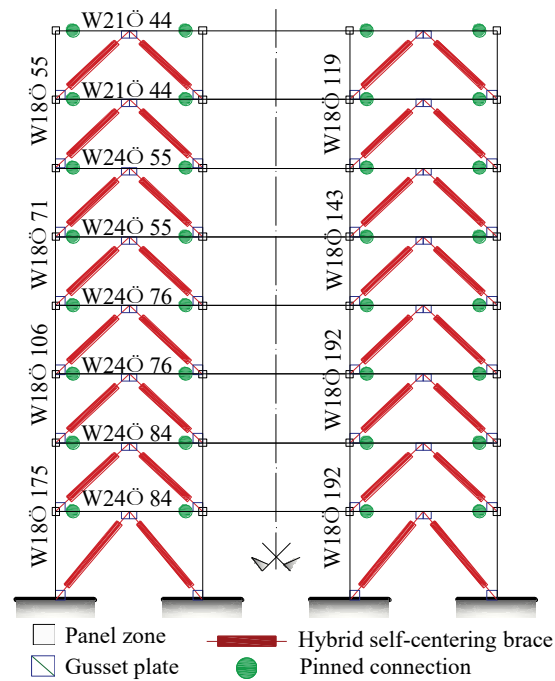 W21Ö 44
W18Ö 55
W18Ö 119
W21Ö 44
W24Ö 55
W18Ö 71
W18Ö 143
W24Ö 55
W24Ö 76
W18Ö 106
W18Ö 192
W24Ö 76
W24Ö 84
W18Ö 175
W18Ö 192
W24Ö 84
Panel zone
Hybrid self-centering brace
Gusset plate
Pinned connection